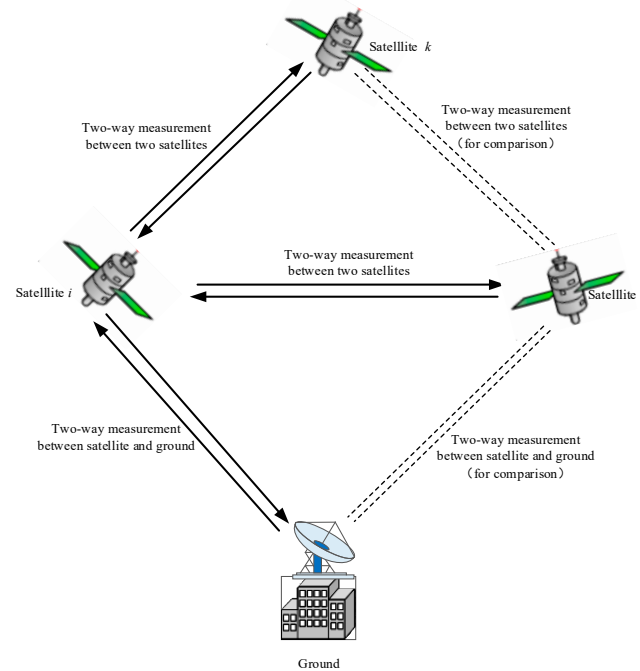 Satelllite k
Two-way measurement
between two satellites
Two-way measurement
between two satellites
（for comparison）
Two-way measurement
between two satellites
Satelllite i
Satelllite
Two-way measurement
between satellite and ground
Two-way measurement
between satellite and ground
（for comparison）
Ground